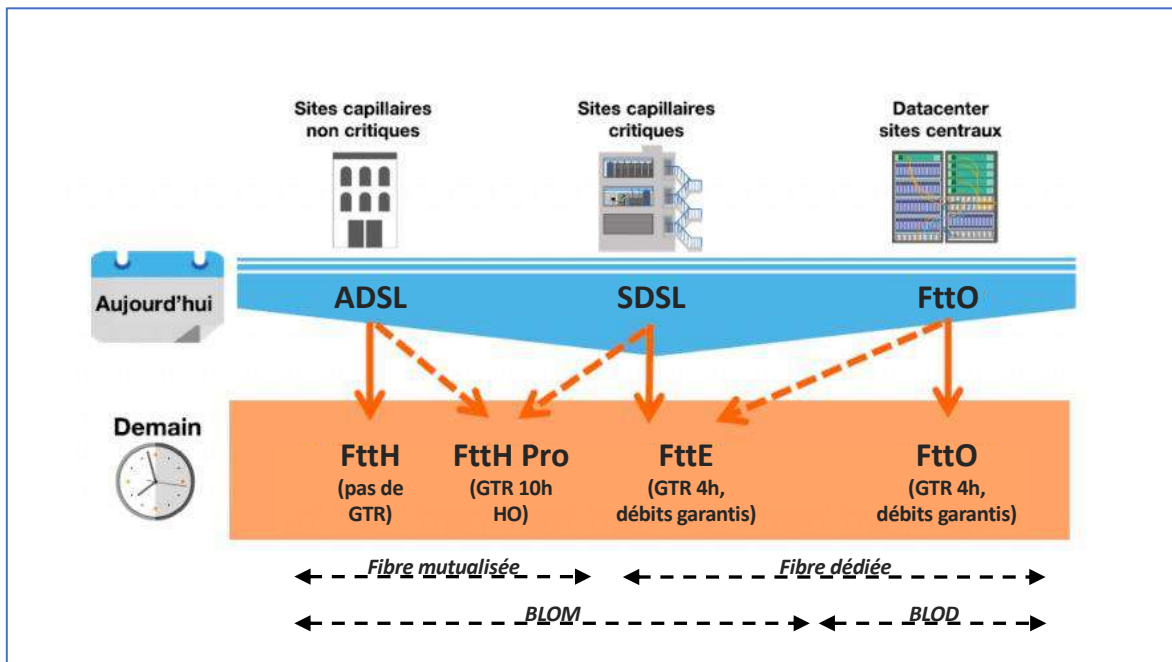 Sites capillaires
non critiques
Sites capillaires
critiques
Datacenter
sites centraux
Aujourd'hui
ADSL
SDSL
FttO
Demain
FttH
(pas de
GTR)
FttH Pro
(GTR 10h
HO)
FttE
(GTR 4h,
débits garantis)
FttO
(GTR 4h,
débits garantis)
Fibre mutualisée
Fibre dédiée
BLOM
BLOD